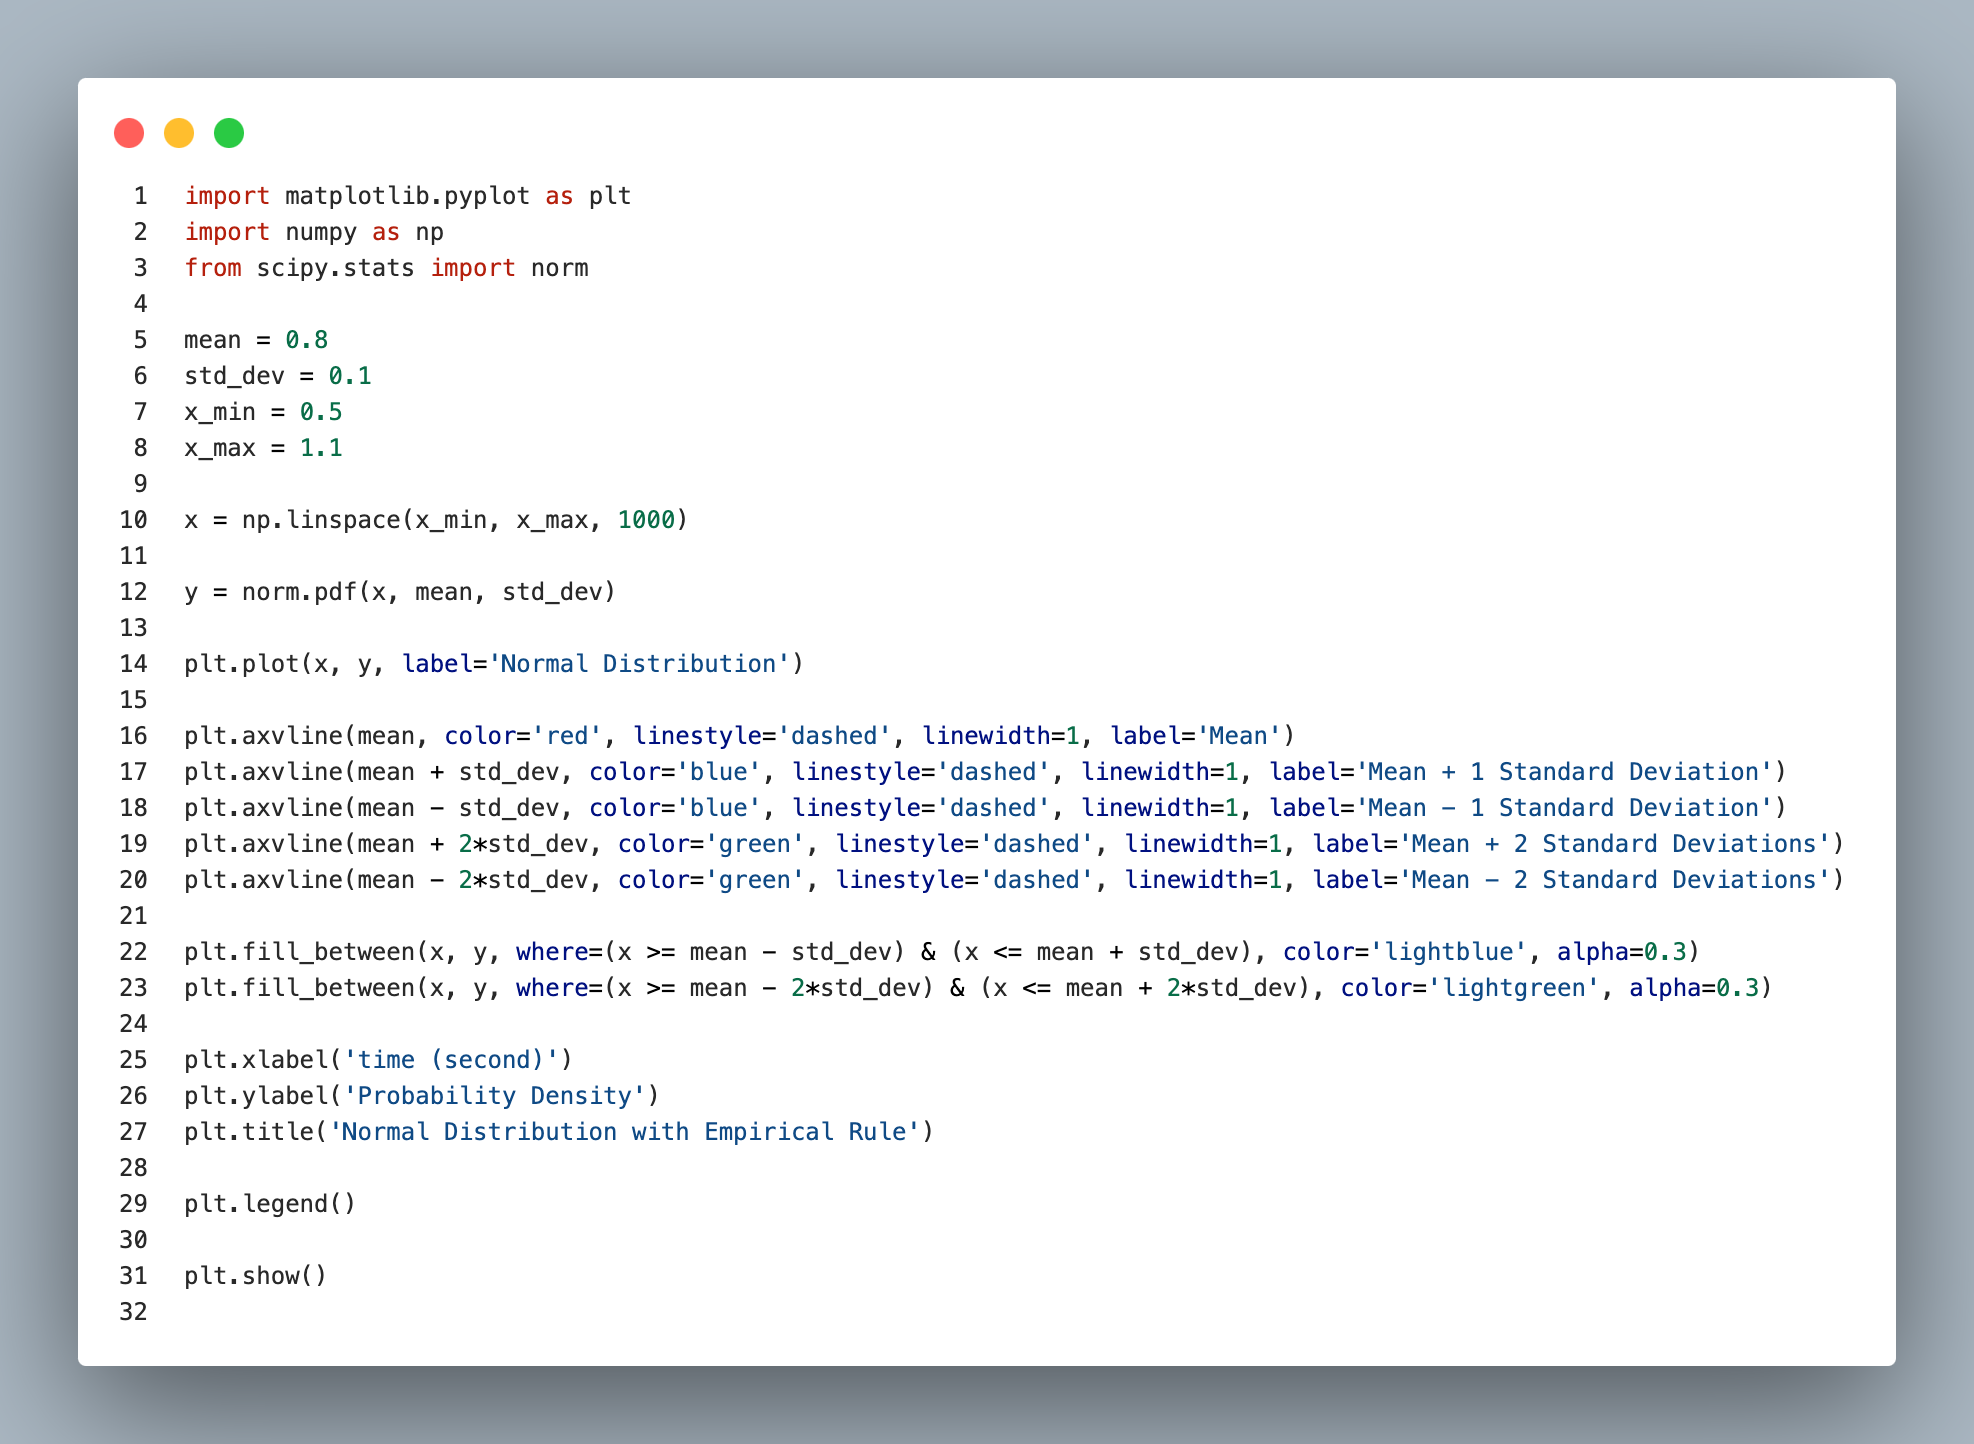 1 import matplotlib.pyplot as plt
2 import numpy as np
3 from scipy.stats import norm
4
5 mean = 0.8
6 std_dev = 0.1
7 x_min = 0.5
8 x_max = 1.1
9
10 x = np.linspace(x_min, x_max, 1000)
11
12 y = norm.pdf(x, mean, std_dev)
13
14 plt.plot(x, y, label='Normal Distribution')
15
16 plt.axvline(mean, color='red', linestyle='dashed', linewidth=1, label='Mean')
17 plt.axvline(mean + std_dev, color='blue', linestyle='dashed', linewidth=1, label='Mean + 1 Standard Deviation')
18 plt.axvline(mean - std_dev, color='blue', linestyle='dashed', linewidth=1, label='Mean - 1 Standard Deviation')
19 plt.axvline(mean + 2*std_dev, color='green', linestyle='dashed', linewidth=1, label='Mean + 2 Standard Deviations')
20 plt.axvline(mean - 2*std_dev, color='green', linestyle='dashed', linewidth=1, label='Mean - 2 Standard Deviations')
21
22 plt.fill_between(x, y, where=(x >= mean - std_dev) & (x <= mean + std_dev), color='lightblue', alpha=0.3)
23 plt.fill_between(x, y, where=(x >= mean - 2*std_dev) & (x <= mean + 2*std_dev), color='lightgreen', alpha=0.3)
24
25 plt.xlabel('time (second)')
26 plt.ylabel('Probability Density')
27 plt.title('Normal Distribution with Empirical Rule')
28
29 plt.legend()
30
31 plt.show()
32